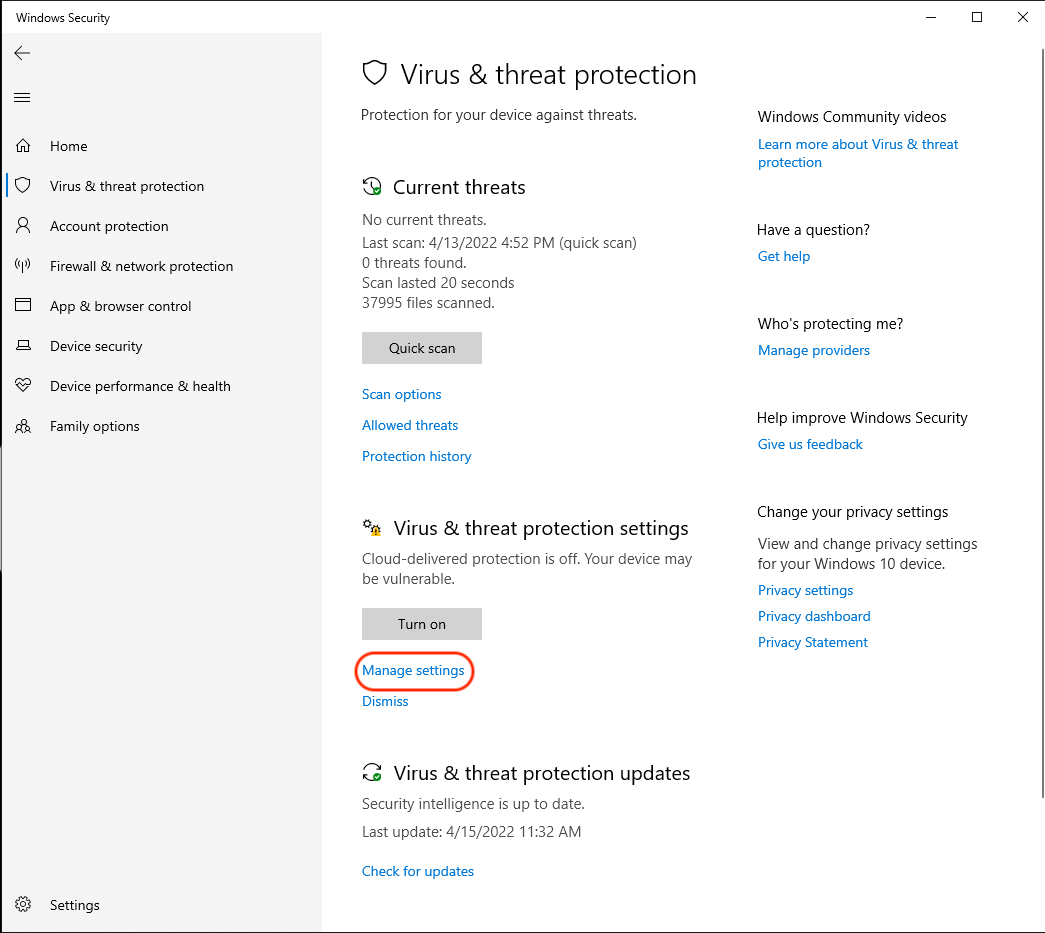 Windows Security
Home
Virus & threat protection
Account protection
Firewall & network protection
App & browser control
Device security
Device performance & health
Family options
Settings
Virus & threat protection
Protection for your device against threats.
Current threats
No current threats.
Last scan: 4/13/2022 4:52 PM (quick scan)
0 threats found.
Scan lasted 20 seconds
37995 files scanned.
Quick scan
Scan options
Allowed threats
Protection history
Virus & threat protection settings
Cloud-delivered protection is off. Your device may
be vulnerable.
Turn on
Manage settings
Dismiss
Virus & threat protection updates
Security intelligence is up to date.
Last update: 4/15/2022 11:32 AM
Check for updates
Windows Community videos
Learn more about Virus & threat
protection
Have a question?
Get help
Who's protecting me?
Manage providers
Help improve Windows Security
Give us feedback
Change your privacy settings
View and change privacy settings
for your Windows 10 device.
Privacy settings
Privacy dashboard
Privacy Statement